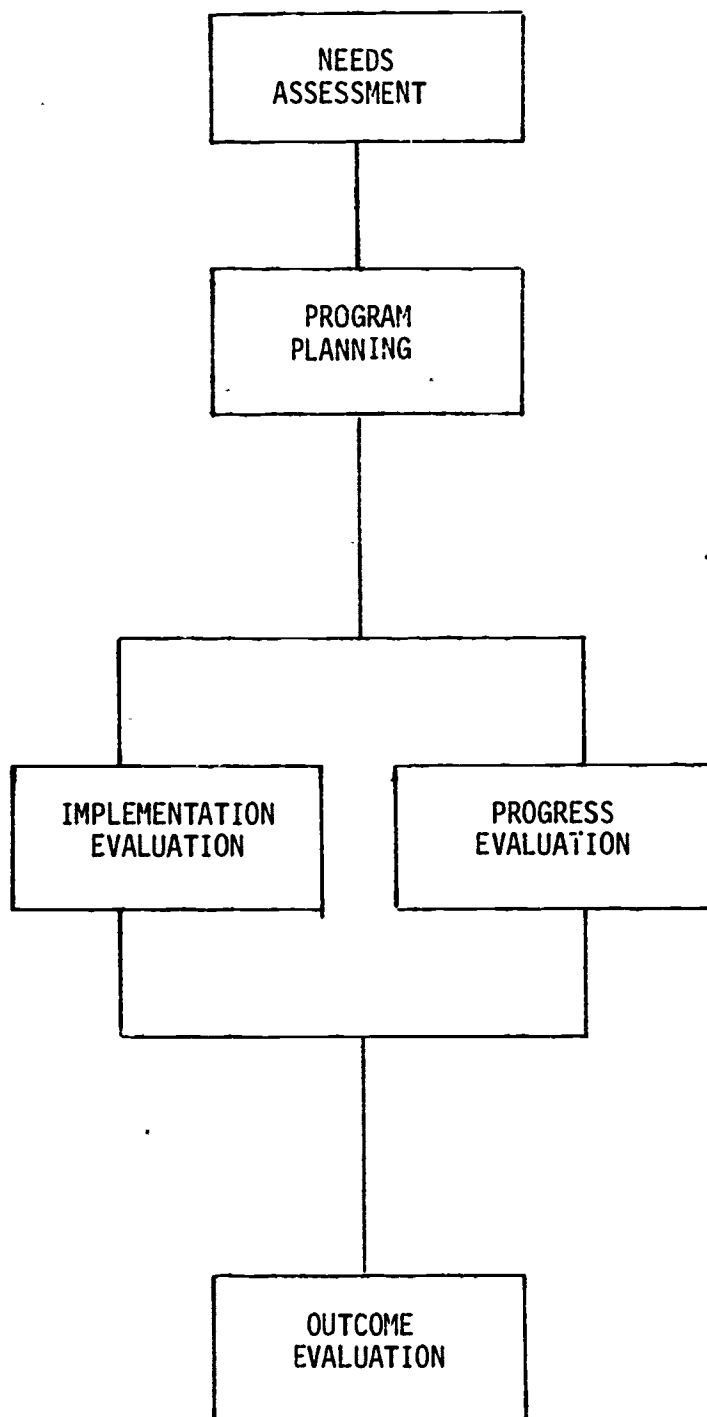 NEEDS
ASSESSMENT
PROGRAM
PLANNING
IMPLEMENTATION
EVALUATION
PROGRESS
EVALUATION
OUTCOME
EVALUATION